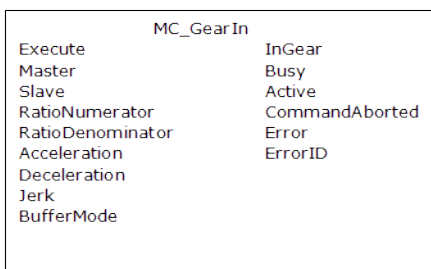 MC_GearIn
Execute InGear
Master Busy
Slave Active
RatioNumerator CommandAborted
RatioDenominator Error
Acceleration ErrorID
Deceleration
Jerk
BufferMode